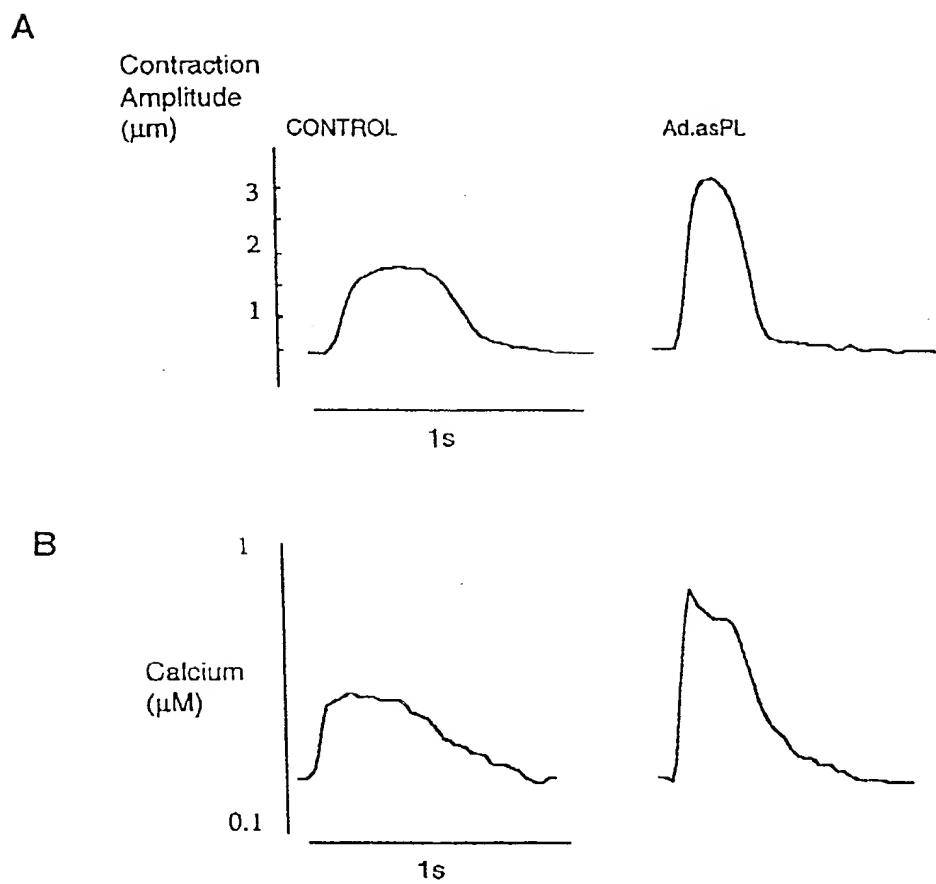 A
Contraction
Amplitude
(μm)
CONTROL
Ad.asPL
3
2
1
1s
B
1
Calcium
(μM)
0.1
1s